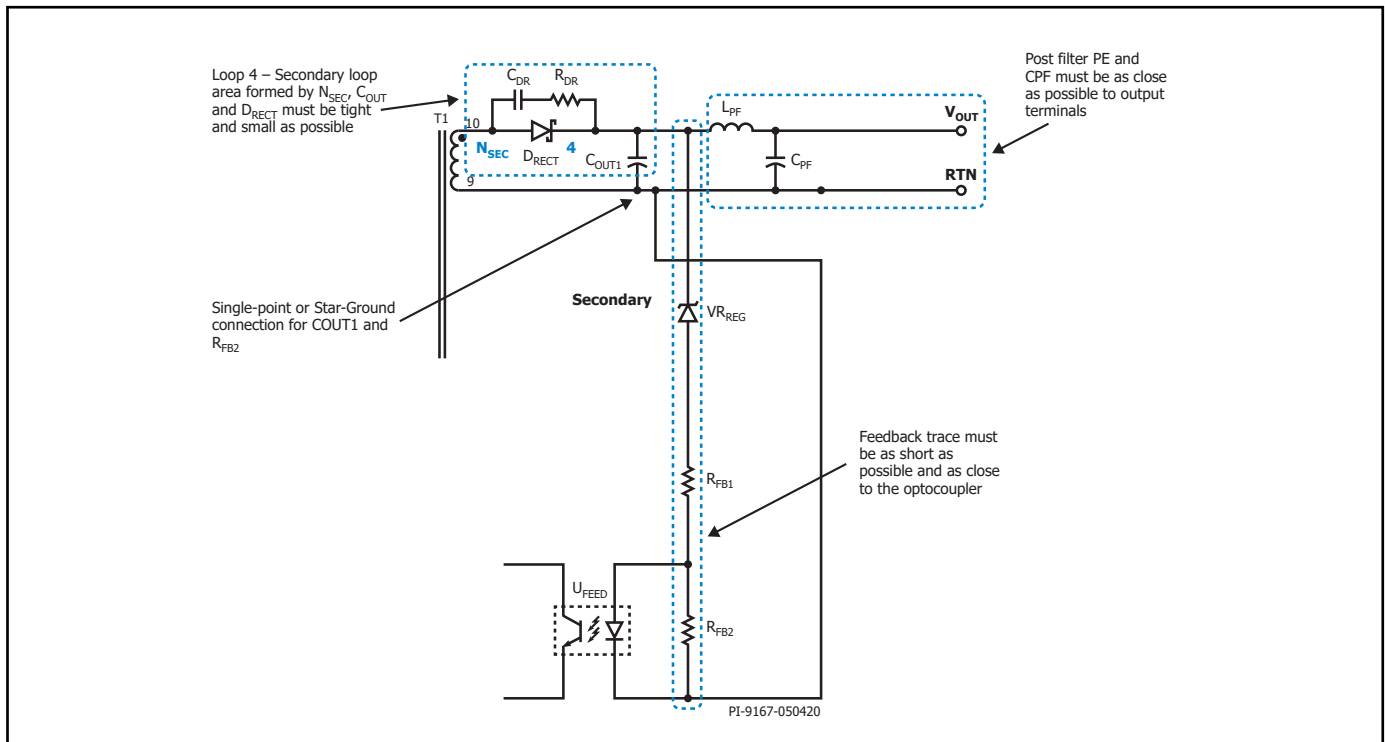 Loop 4 – Secondary loop
area formed by NSEC, COUT
and DRECT must be tight
and small as possible
CDR
RDR
T1
10
NSEC
DRECT
4
COUT1
9
LPF
CPF
VOUT
RTN
Post filter PE and
CPF must be as close
as possible to output
terminals
Single-point or Star-Ground
connection for COUT1 and
RFB2
Secondary
VRREG
RFB1
Feedback trace must
be as short as
possible and as close
to the optocoupler
UFEED
RFB2
PI-9167-050420